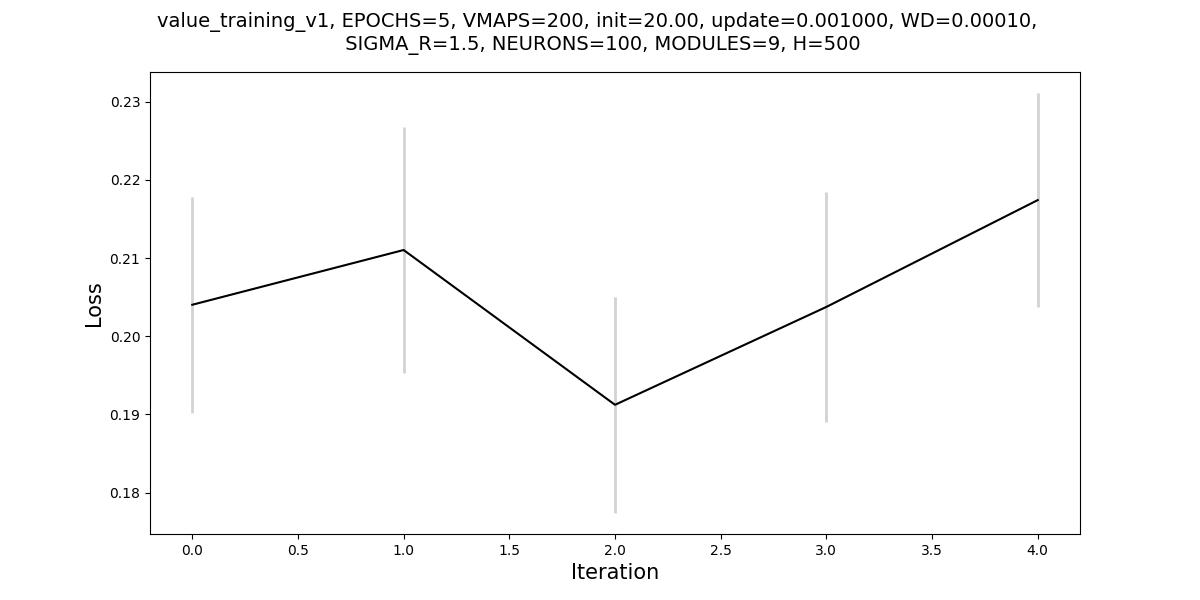 value_training_v1, EPOCHS=5, VMAPS=200, init=20.00, update=0.001000, WD=0.00010,
SIGMA_R=1.5, NEURONS=100, MODULES=9, H=500
0.23
0.22
0.21
0.20
0.19
0.18
Loss
0.0 0.5 1.0 1.5 2.0 2.5 3.0 3.5 4.0
Iteration